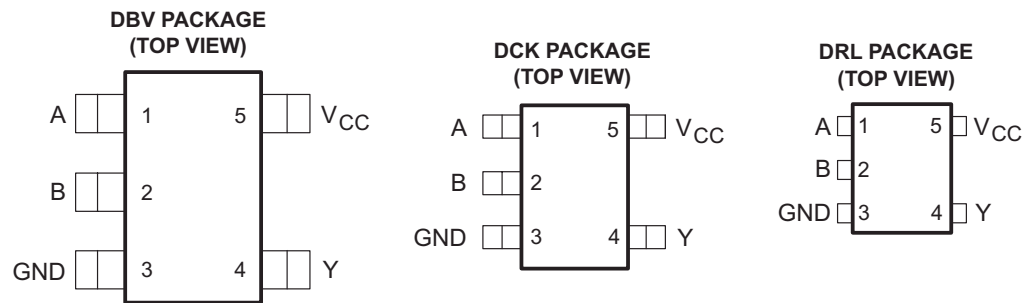 DBV PACKAGE
(TOP VIEW)
A 1 5 VCC
B 2
GND 3 4 Y
DCK PACKAGE
(TOP VIEW)
A 1 5 VCC
B 2
GND 3 4 Y
DRL PACKAGE
(TOP VIEW)
A 1 5 VCC
B 2
GND 3 4 Y